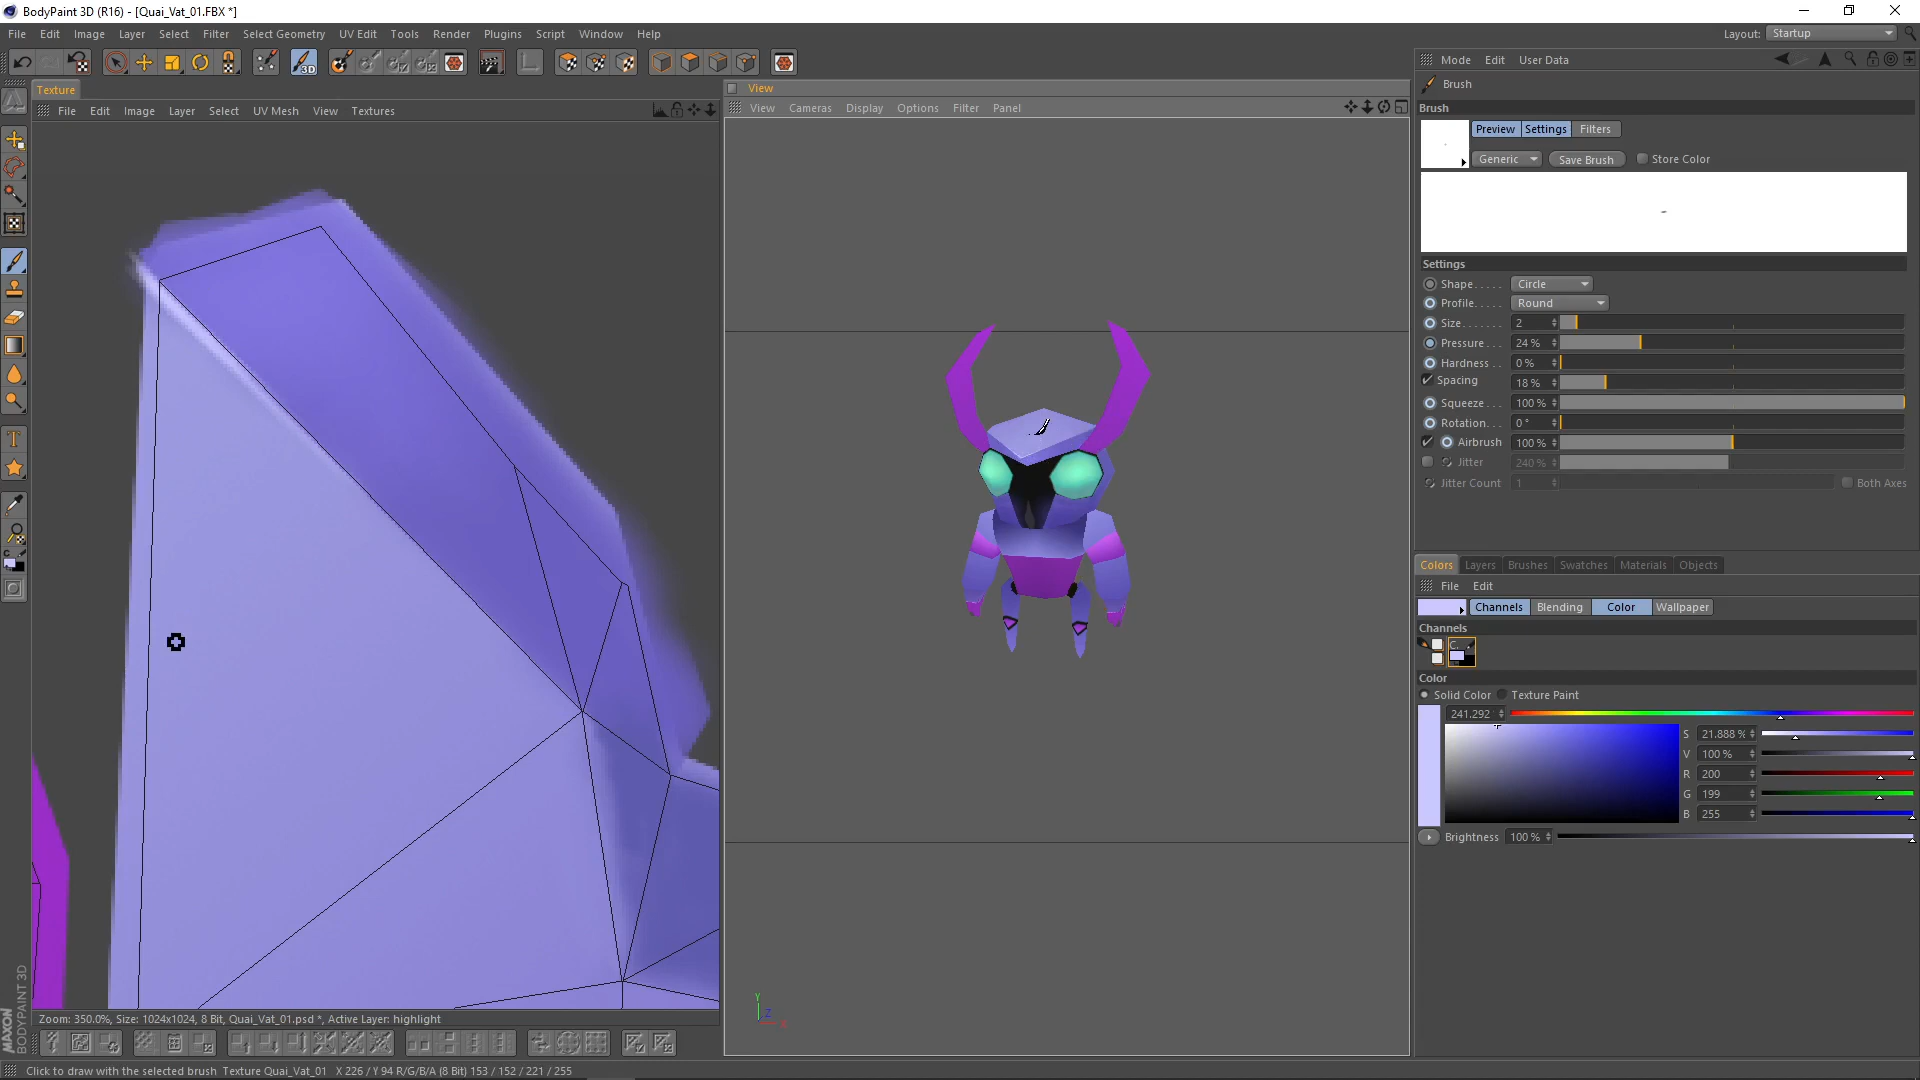 BodyPaint 3D (R16) - [Quai_Vat_01.FBX *]
File Edit Image Layer Select Filter Select Geometry UV Edit Tools Render Plugins Script Window Help
Layout: Startup
Texture
File Edit Image Layer Select UV Mesh View Textures
View
View Cameras Display Options Filter Panel
Mode Edit User Data
Brush
Brush
Preview Settings Filters
Generic Save Brush Store Color
Settings
Shape..... Circle
Profile..... Round
Size....... 2
Pressure... 24 %
Hardness.. 0 %
Spacing 18 %
Squeeze... 100 %
Rotation... 0 °
Airbrush 100 %
Jitter 240 %
Jitter Count 1 Both Axes
Colors Layers Brushes Swatches Materials Objects
File Edit
Channels Blending Color Wallpaper
Channels
C.
Color
Solid Color Texture Paint
241.292 °
S 21.888 %
V 100 %
R 200
G 199
B 255
Brightness 100 %
3D
T
C
Y
Z
X
MAXON
BODYPAINT 3D
Zoom: 350.0%, Size: 1024x1024, 8 Bit, Quai_Vat_01.psd *, Active Layer: highlight
Click to draw with the selected brush Texture Quai_Vat_01 X 226 / Y 94 R/G/B/A (8 Bit) 153 / 152 / 221 / 255